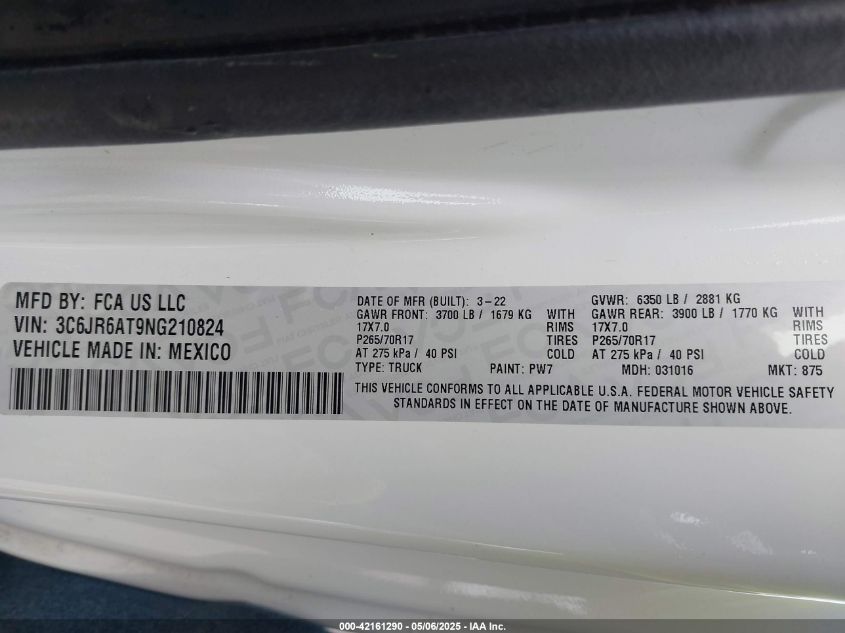 MFD BY: FCA US LLC
VIN: 3C6JR6AT9NG210824
VEHICLE MADE IN: MEXICO
DATE OF MFR (BUILT): 3-22 GVWR: 6350 LB / 2881 KG
GAWR FRONT: 3700 LB / 1679 KG WITH GAWR REAR: 3900 LB / 1770 KG WITH
17X7.0 RIMS 17X7.0 RIMS
P265/70R17 TIRES P265/70R17 TIRES
AT 275 kPa / 40 PSI COLD AT 275 kPa / 40 PSI COLD
TYPE: TRUCK PAINT: PW7 MDH: 031016 MKT: 875
THIS VEHICLE CONFORMS TO ALL APPLICABLE U.S.A. FEDERAL MOTOR VEHICLE SAFETY
STANDARDS IN EFFECT ON THE DATE OF MANUFACTURE SHOWN ABOVE.
000-42161290 - 05/06/2025 - IAA Inc.